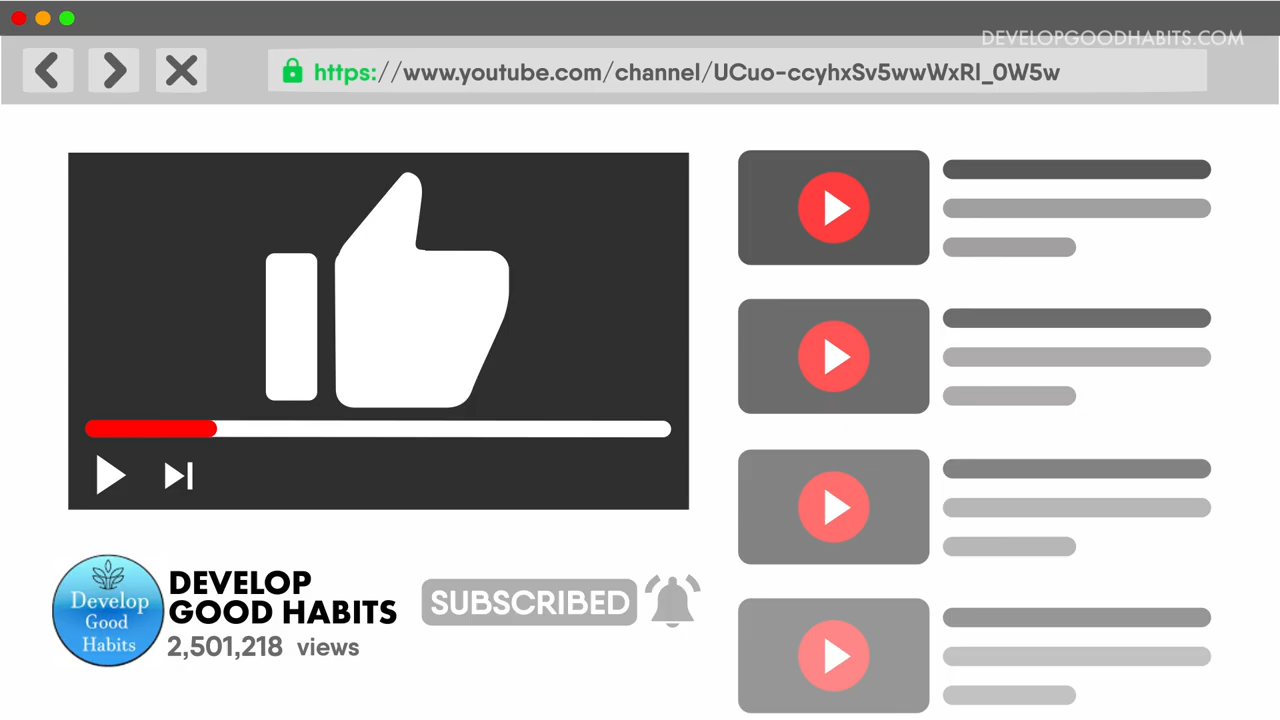 DEVELOPGOODHABITS.COM
https://www.youtube.com/channel/UCuo-ccyhxSv5wwWxRl_0W5w
Develop
Good
Habits
DEVELOP
GOOD HABITS
2,501,218 views
SUBSCRIBED